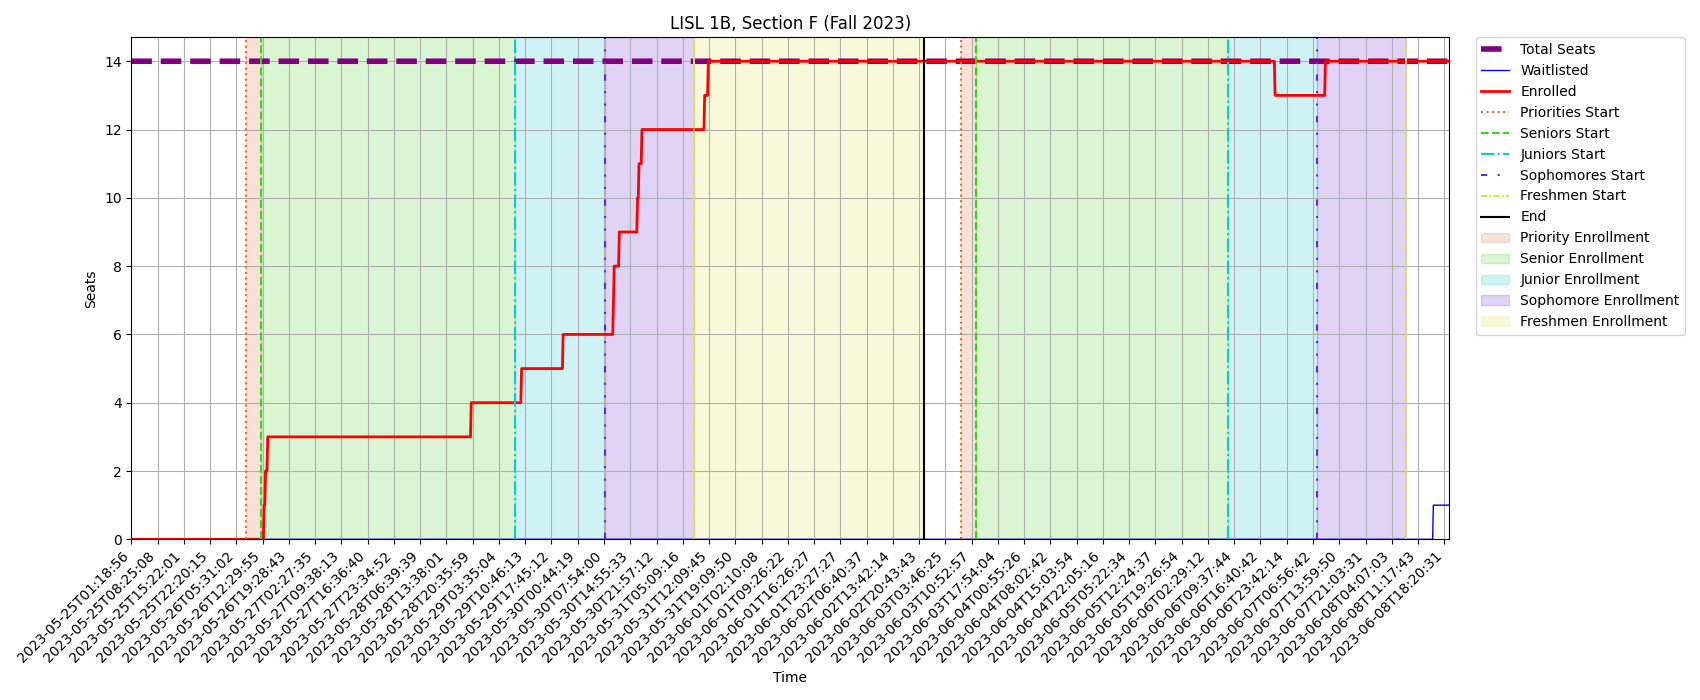 LISL 1B, Section F (Fall 2023)
Total Seats
Waitlisted
Enrolled
Priorities Start
Seniors Start
Juniors Start
Sophomores Start
Freshmen Start
End
Priority Enrollment
Senior Enrollment
Junior Enrollment
Sophomore Enrollment
Freshmen Enrollment
Seats
14
12
10
8
6
4
2
0
2023-05-25T01:18:56
2023-05-25T08:25:08
2023-05-25T15:22:01
2023-05-25T22:20:15
2023-05-26T05:31:02
2023-05-26T12:29:55
2023-05-26T19:28:43
2023-05-27T02:27:35
2023-05-27T09:38:13
2023-05-27T16:36:40
2023-05-27T23:34:52
2023-05-28T06:39:39
2023-05-28T13:38:01
2023-05-28T20:35:59
2023-05-29T03:35:04
2023-05-29T10:46:13
2023-05-29T17:45:12
2023-05-30T00:44:19
2023-05-30T07:54:00
2023-05-30T14:55:33
2023-05-30T21:57:12
2023-05-31T05:09:16
2023-05-31T12:09:45
2023-05-31T19:09:50
2023-06-01T02:10:08
2023-06-01T09:26:22
2023-06-01T16:26:27
2023-06-01T23:27:27
2023-06-02T06:40:37
2023-06-02T13:42:14
2023-06-02T20:43:43
2023-06-03T03:46:25
2023-06-03T10:52:57
2023-06-03T17:54:04
2023-06-04T00:55:26
2023-06-04T08:02:42
2023-06-04T15:03:54
2023-06-04T22:05:16
2023-06-05T05:22:34
2023-06-05T12:24:37
2023-06-05T19:26:54
2023-06-06T02:29:12
2023-06-06T09:37:44
2023-06-06T16:40:42
2023-06-06T23:42:14
2023-06-07T06:56:42
2023-06-07T13:59:50
2023-06-07T21:03:31
2023-06-08T04:07:03
2023-06-08T11:17:43
2023-06-08T18:20:31
Time